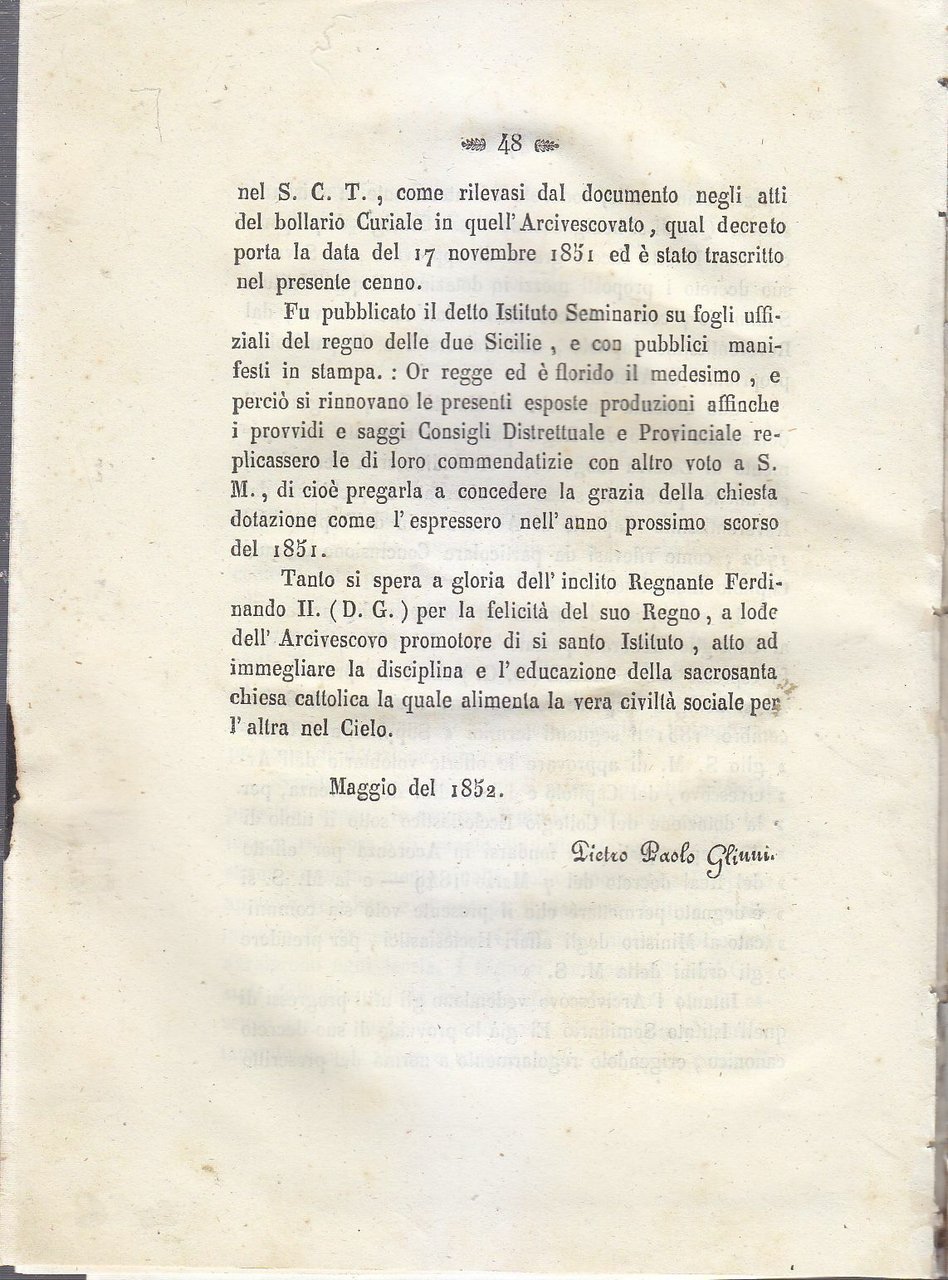 48
nel S. C. T., come rilevasi dal documento negli atti
del bollario Curiale in quell' Arcivescovato, qual decreto
porta la data del 17 novembre 1851 ed è stato trascritto
nel presente cenno.
Fu pubblicato il detto Istituto Seminario su fogli uffi-
ziali del regno delle due Sicilie, e con pubblici mani-
festi in stampa. : Or regge ed è florido il medesimo, e
perciò si rinnovano le presenti esposte produzioni affinche
i provvidi e saggi Consigli Distrettuale e Provinciale re-
plicassero le di loro commendatizie con altro voto a S.
M., di cioè pregarla a concedere la grazia della chiesta
dotazione come l' espressero nell' anno prossimo scorso
del 1851.
Tanto si spera a gloria dell' inclito Regnante Ferdi-
nando II. (D. G.) per la felicità del suo Regno, a lode
dell' Arcivescovo promotore di si santo Istituto, atto ad
immegliare la disciplina e l' educazione della sacrosanta
chiesa cattolica la quale alimenta la vera civiltà sociale per
l' altra nel Cielo.
Maggio del 1852.
Pietro Paolo Glinni.